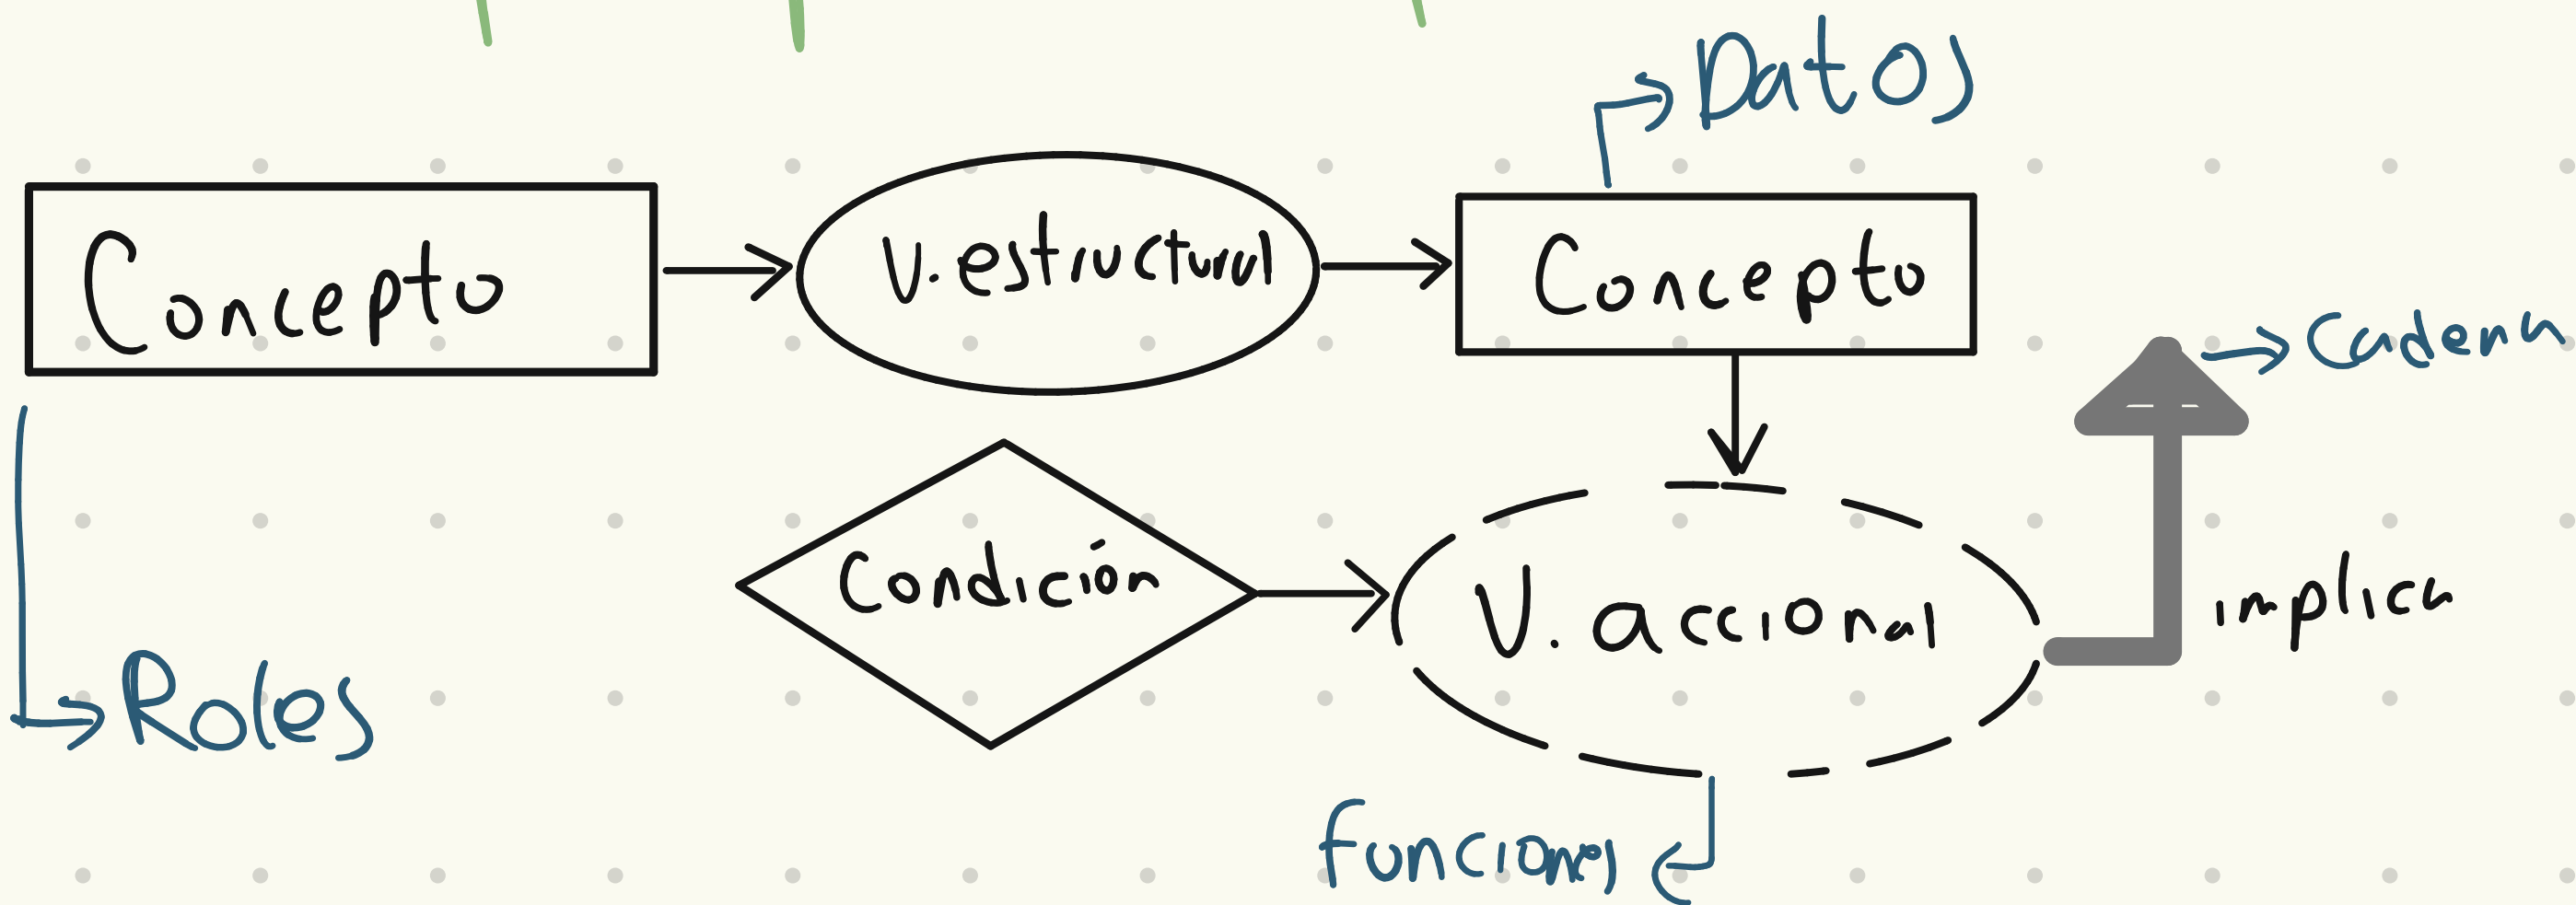 Datos
Concepto
V. estructural
Concepto
Cadena
Condición
V. accional
implica
Roles
funciones